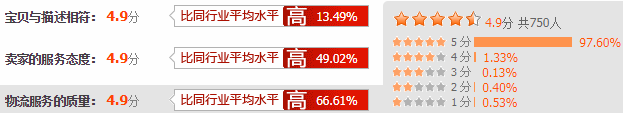 宝贝与描述相符： 4.9分 比同行业平均水平 高 13.49%
卖家的服务态度： 4.9分 比同行业平均水平 高 49.02%
物流服务的质量： 4.9分 比同行业平均水平 高 66.61%
4.9分 共750人
5分 97.60%
4分 1.33%
3分 0.13%
2分 0.40%
1分 0.53%